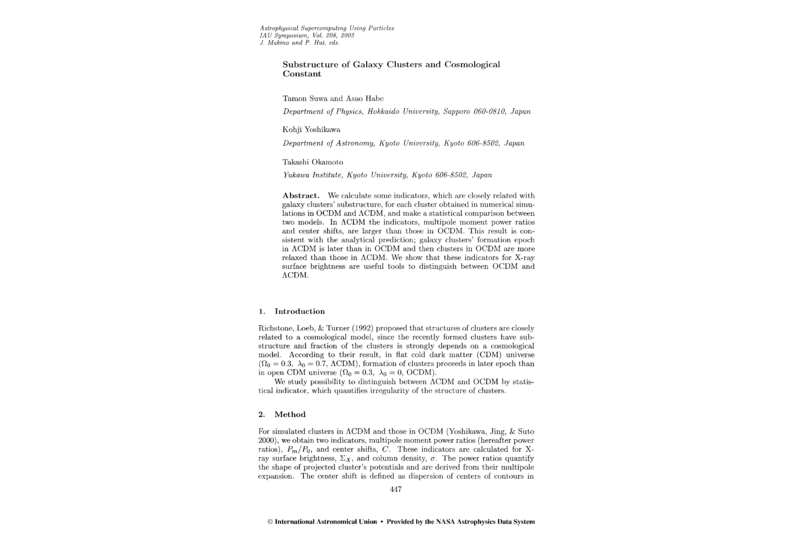 Astrophysical Supercomputing Using Particles
IAU Symposium, Vol. 208, 2003
J. Makino and P. Hut, eds.
Substructure of Galaxy Clusters and Cosmological
Constant
Tamon Suwa and Asao Habe
Department of Physics, Hokkaido University, Sapporo 060-0810, Japan
Kohji Yoshikawa
Department of Astronomy, Kyoto University, Kyoto 606-8502, Japan
Takashi Okamoto
Yukawa Institute, Kyoto University, Kyoto 606-8502, Japan
Abstract. We calculate some indicators, which are closely related with
galaxy clusters' substructure, for each cluster obtained in numerical simu-
lations in OCDM and ΛCDM, and make a statistical comparison between
two models. In ΛCDM the indicators, multipole moment power ratios
and center shifts, are larger than those in OCDM. This result is con-
sistent with the analytical prediction; galaxy clusters' formation epoch
in ΛCDM is later than in OCDM and then clusters in OCDM are more
relaxed than those in ΛCDM. We show that these indicators for X-ray
surface brightness are useful tools to distinguish between OCDM and
ΛCDM.
1. Introduction
Richstone, Loeb, & Turner (1992) proposed that structures of clusters are closely
related to a cosmological model, since the recently formed clusters have sub-
structure and fraction of the clusters is strongly depends on a cosmological
model. According to their result, in flat cold dark matter (CDM) universe
(Ω₀ = 0.3, λ₀ = 0.7, ΛCDM), formation of clusters proceeds in later epoch than
in open CDM universe (Ω₀ = 0.3, λ₀ = 0, OCDM).
We study possibility to distinguish between ΛCDM and OCDM by statis-
tical indicator, which quantifies irregularity of the structure of clusters.
2. Method
For simulated clusters in ΛCDM and those in OCDM (Yoshikawa, Jing, & Suto
2000), we obtain two indicators, multipole moment power ratios (hereafter power
ratios), Pₘ/P₀, and center shifts, C. These indicators are calculated for X-
ray surface brightness, Σ_X, and column density, σ. The power ratios quantify
the shape of projected cluster's potentials and are derived from their multipole
expansion. The center shift is defined as dispersion of centers of contours in
447
© International Astronomical Union • Provided by the NASA Astrophysics Data System